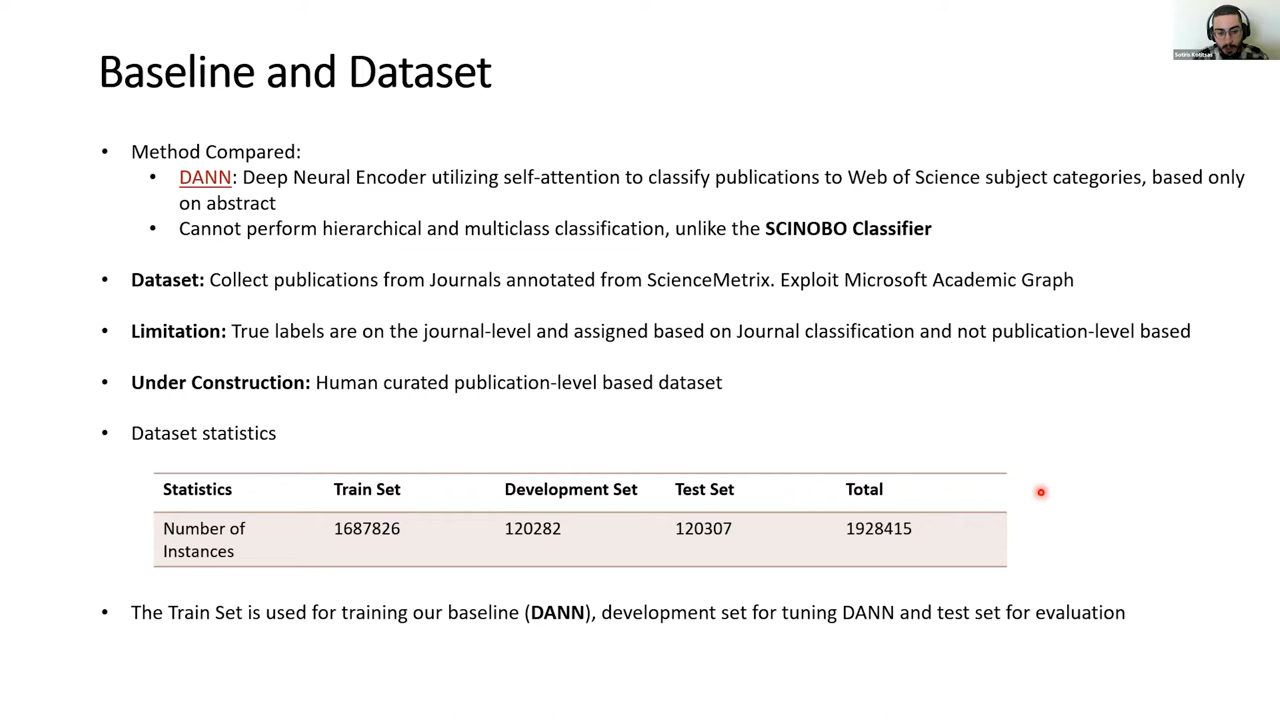 Sotiris Kotitsas
Baseline and Dataset
• Method Compared:
• DANN: Deep Neural Encoder utilizing self-attention to classify publications to Web of Science subject categories, based only
on abstract
• Cannot perform hierarchical and multiclass classification, unlike the SCINOBO Classifier
• Dataset: Collect publications from Journals annotated from ScienceMetrix. Exploit Microsoft Academic Graph
• Limitation: True labels are on the journal-level and assigned based on Journal classification and not publication-level based
• Under Construction: Human curated publication-level based dataset
• Dataset statistics
Statistics Train Set Development Set Test Set Total
Number of 1687826 120282 120307 1928415
Instances
• The Train Set is used for training our baseline (DANN), development set for tuning DANN and test set for evaluation